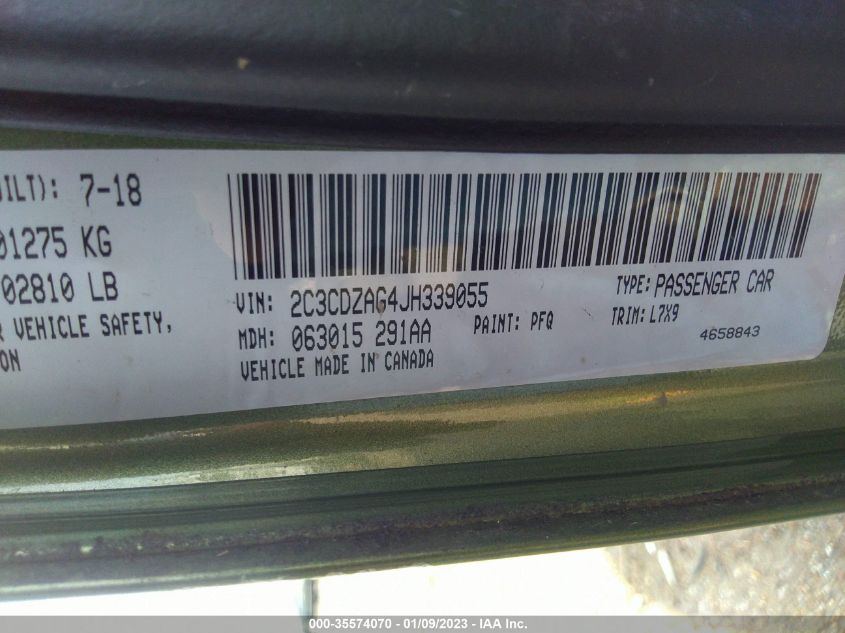 UILT): 7-18
01275 KG
02810 LB
R VEHICLE SAFETY,
ON
VIN: 2C3CDZAG4JH339055
TYPE: PASSENGER CAR
MDH: 063015 291AA
PAINT: PFQ
TRIM: L7X9
VEHICLE MADE IN CANADA
4658843
000-35574070 - 01/09/2023 - IAA Inc.